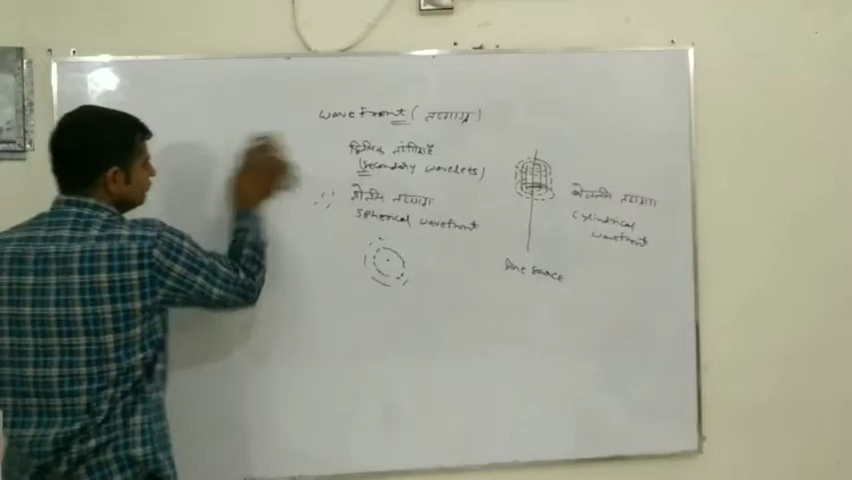 Wavefront (तरंगाग्र)
द्वितीयक तरंगिकाएँ
(Secondary wavelets)
गोलीय तरंगाग्र
Spherical wavefront
बेलनाकार तरंगाग्र
Cylindrical
wavefront
line source